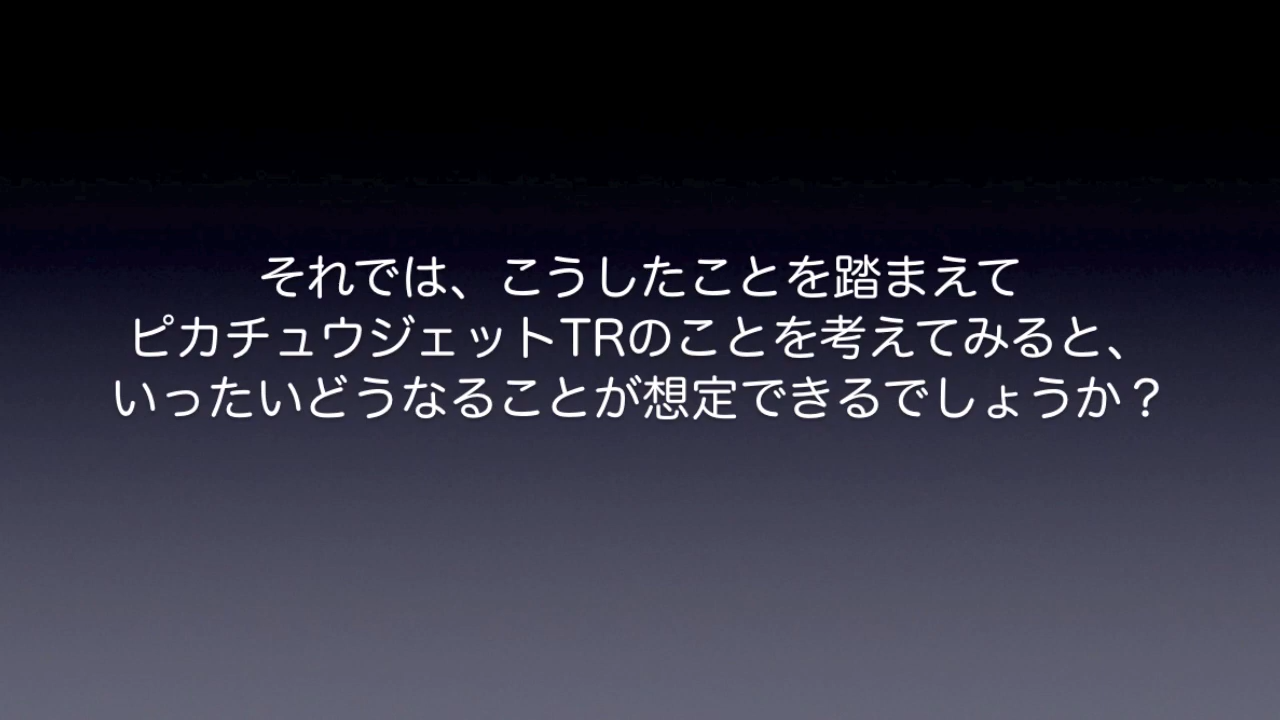 それでは、こうしたことを踏まえて
ピカチュウジェットTRのことを考えてみると、
いったいどうなることが想定できるでしょうか？